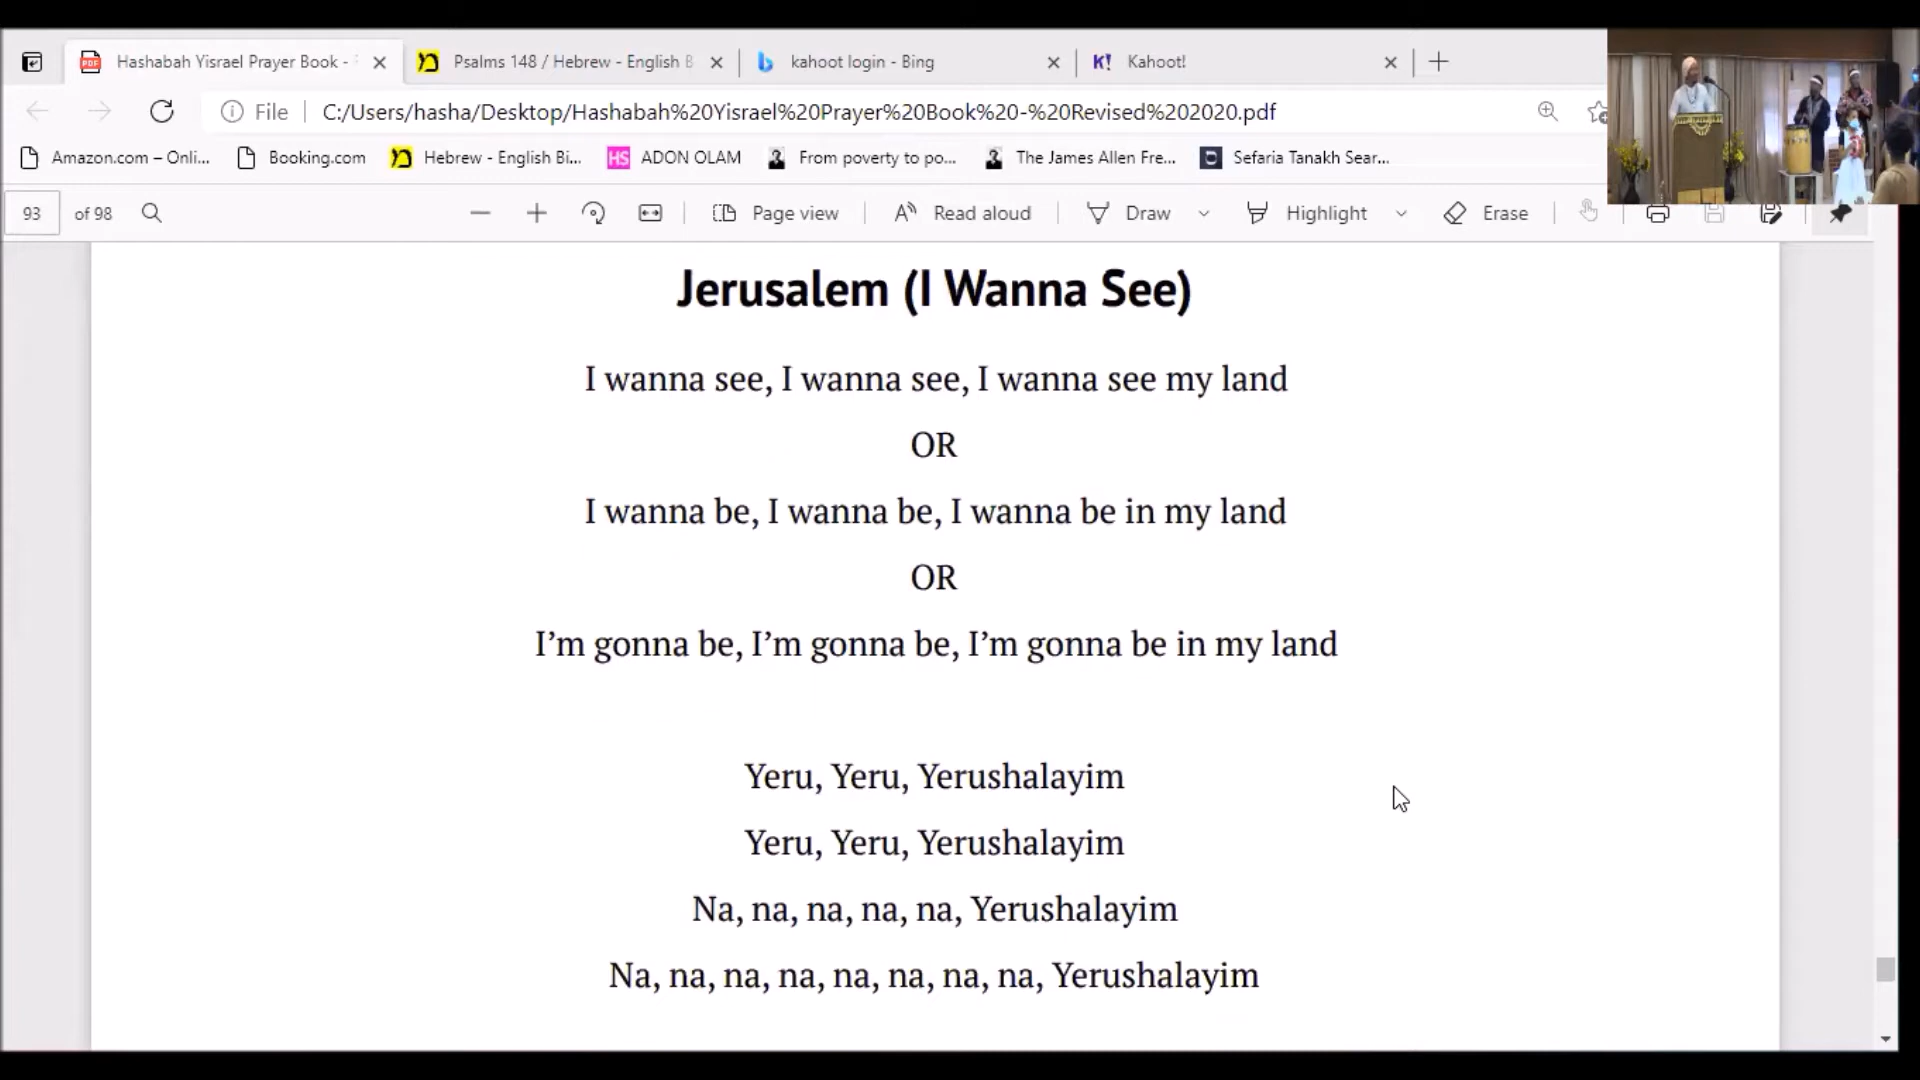 Hashabah Yisrael Prayer Book -
Psalms 148 / Hebrew - English B
kahoot login - Bing
K! Kahoot!
File
C:/Users/hasha/Desktop/Hashabah%20Yisrael%20Prayer%20Book%20-%20Revised%202020.pdf
Amazon.com – Onli...
Booking.com
Hebrew - English Bi...
HS ADON OLAM
From poverty to po...
The James Allen Fre...
Sefaria Tanakh Sear...
93 of 98
Page view
Read aloud
Draw
Highlight
Erase
Jerusalem (I Wanna See)
I wanna see, I wanna see, I wanna see my land
OR
I wanna be, I wanna be, I wanna be in my land
OR
I’m gonna be, I’m gonna be, I’m gonna be in my land
Yeru, Yeru, Yerushalayim
Yeru, Yeru, Yerushalayim
Na, na, na, na, na, Yerushalayim
Na, na, na, na, na, na, na, na, Yerushalayim